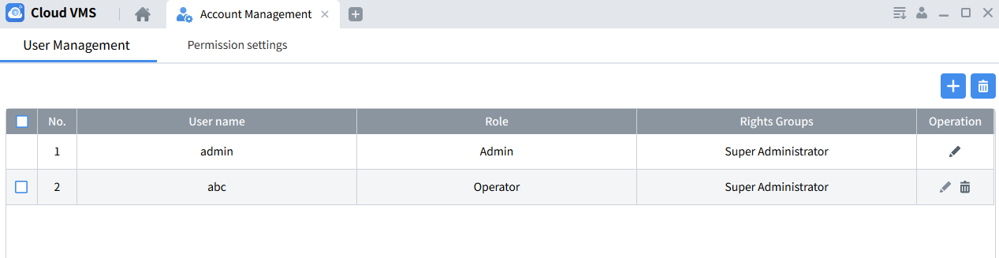 Cloud VMS Account Management
User Management Permission settings
No. User name Role Rights Groups Operation
1 admin Admin Super Administrator
2 abc Operator Super Administrator